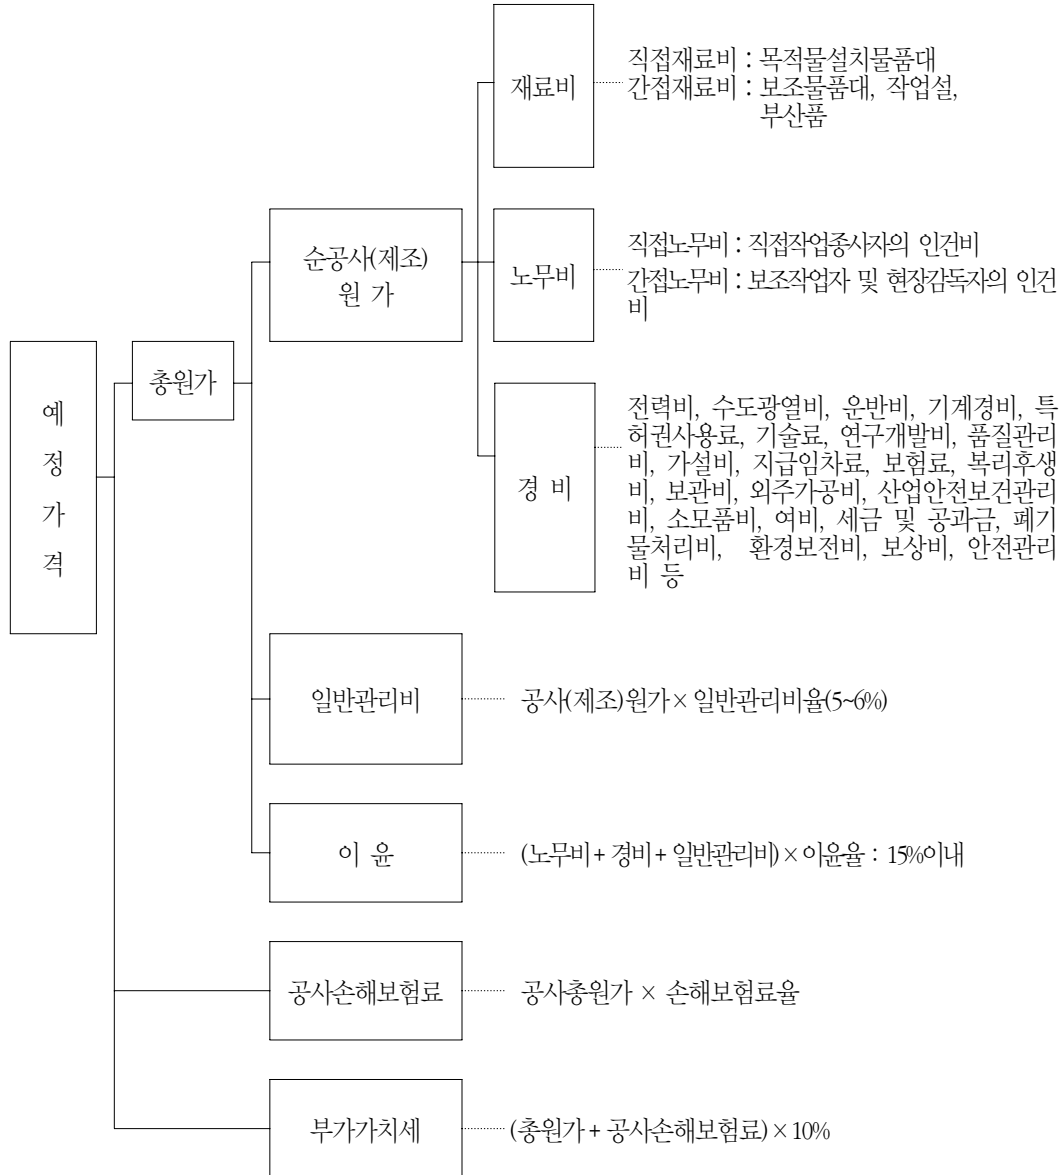 재료비
직접재료비 : 목적물설치물품대
간접재료비 : 보조물품대, 작업설,
부산품
순공사(제조)
원 가
노무비
직접노무비 : 직접작업종사자의 인건비
간접노무비 : 보조작업자 및 현장감독자의 인건
비
예
정
가
격
총원가
경 비
전력비, 수도광열비, 운반비, 기계경비, 특
허권사용료, 기술료, 연구개발비, 품질관리
비, 가설비, 지급임차료, 보험료, 복리후생
비, 보관비, 외주가공비, 산업안전보건관리
비, 소모품비, 여비, 세금 및 공과금, 폐기
물처리비, 환경보전비, 보상비, 안전관리
비 등
일반관리비
공사(제조)원가 × 일반관리비율(5~6%)
이 윤
(노무비 + 경비 + 일반관리비) × 이윤율 : 15%이내
공사손해보험료
공사총원가 × 손해보험료율
부가가치세
(총원가 + 공사손해보험료) × 10%